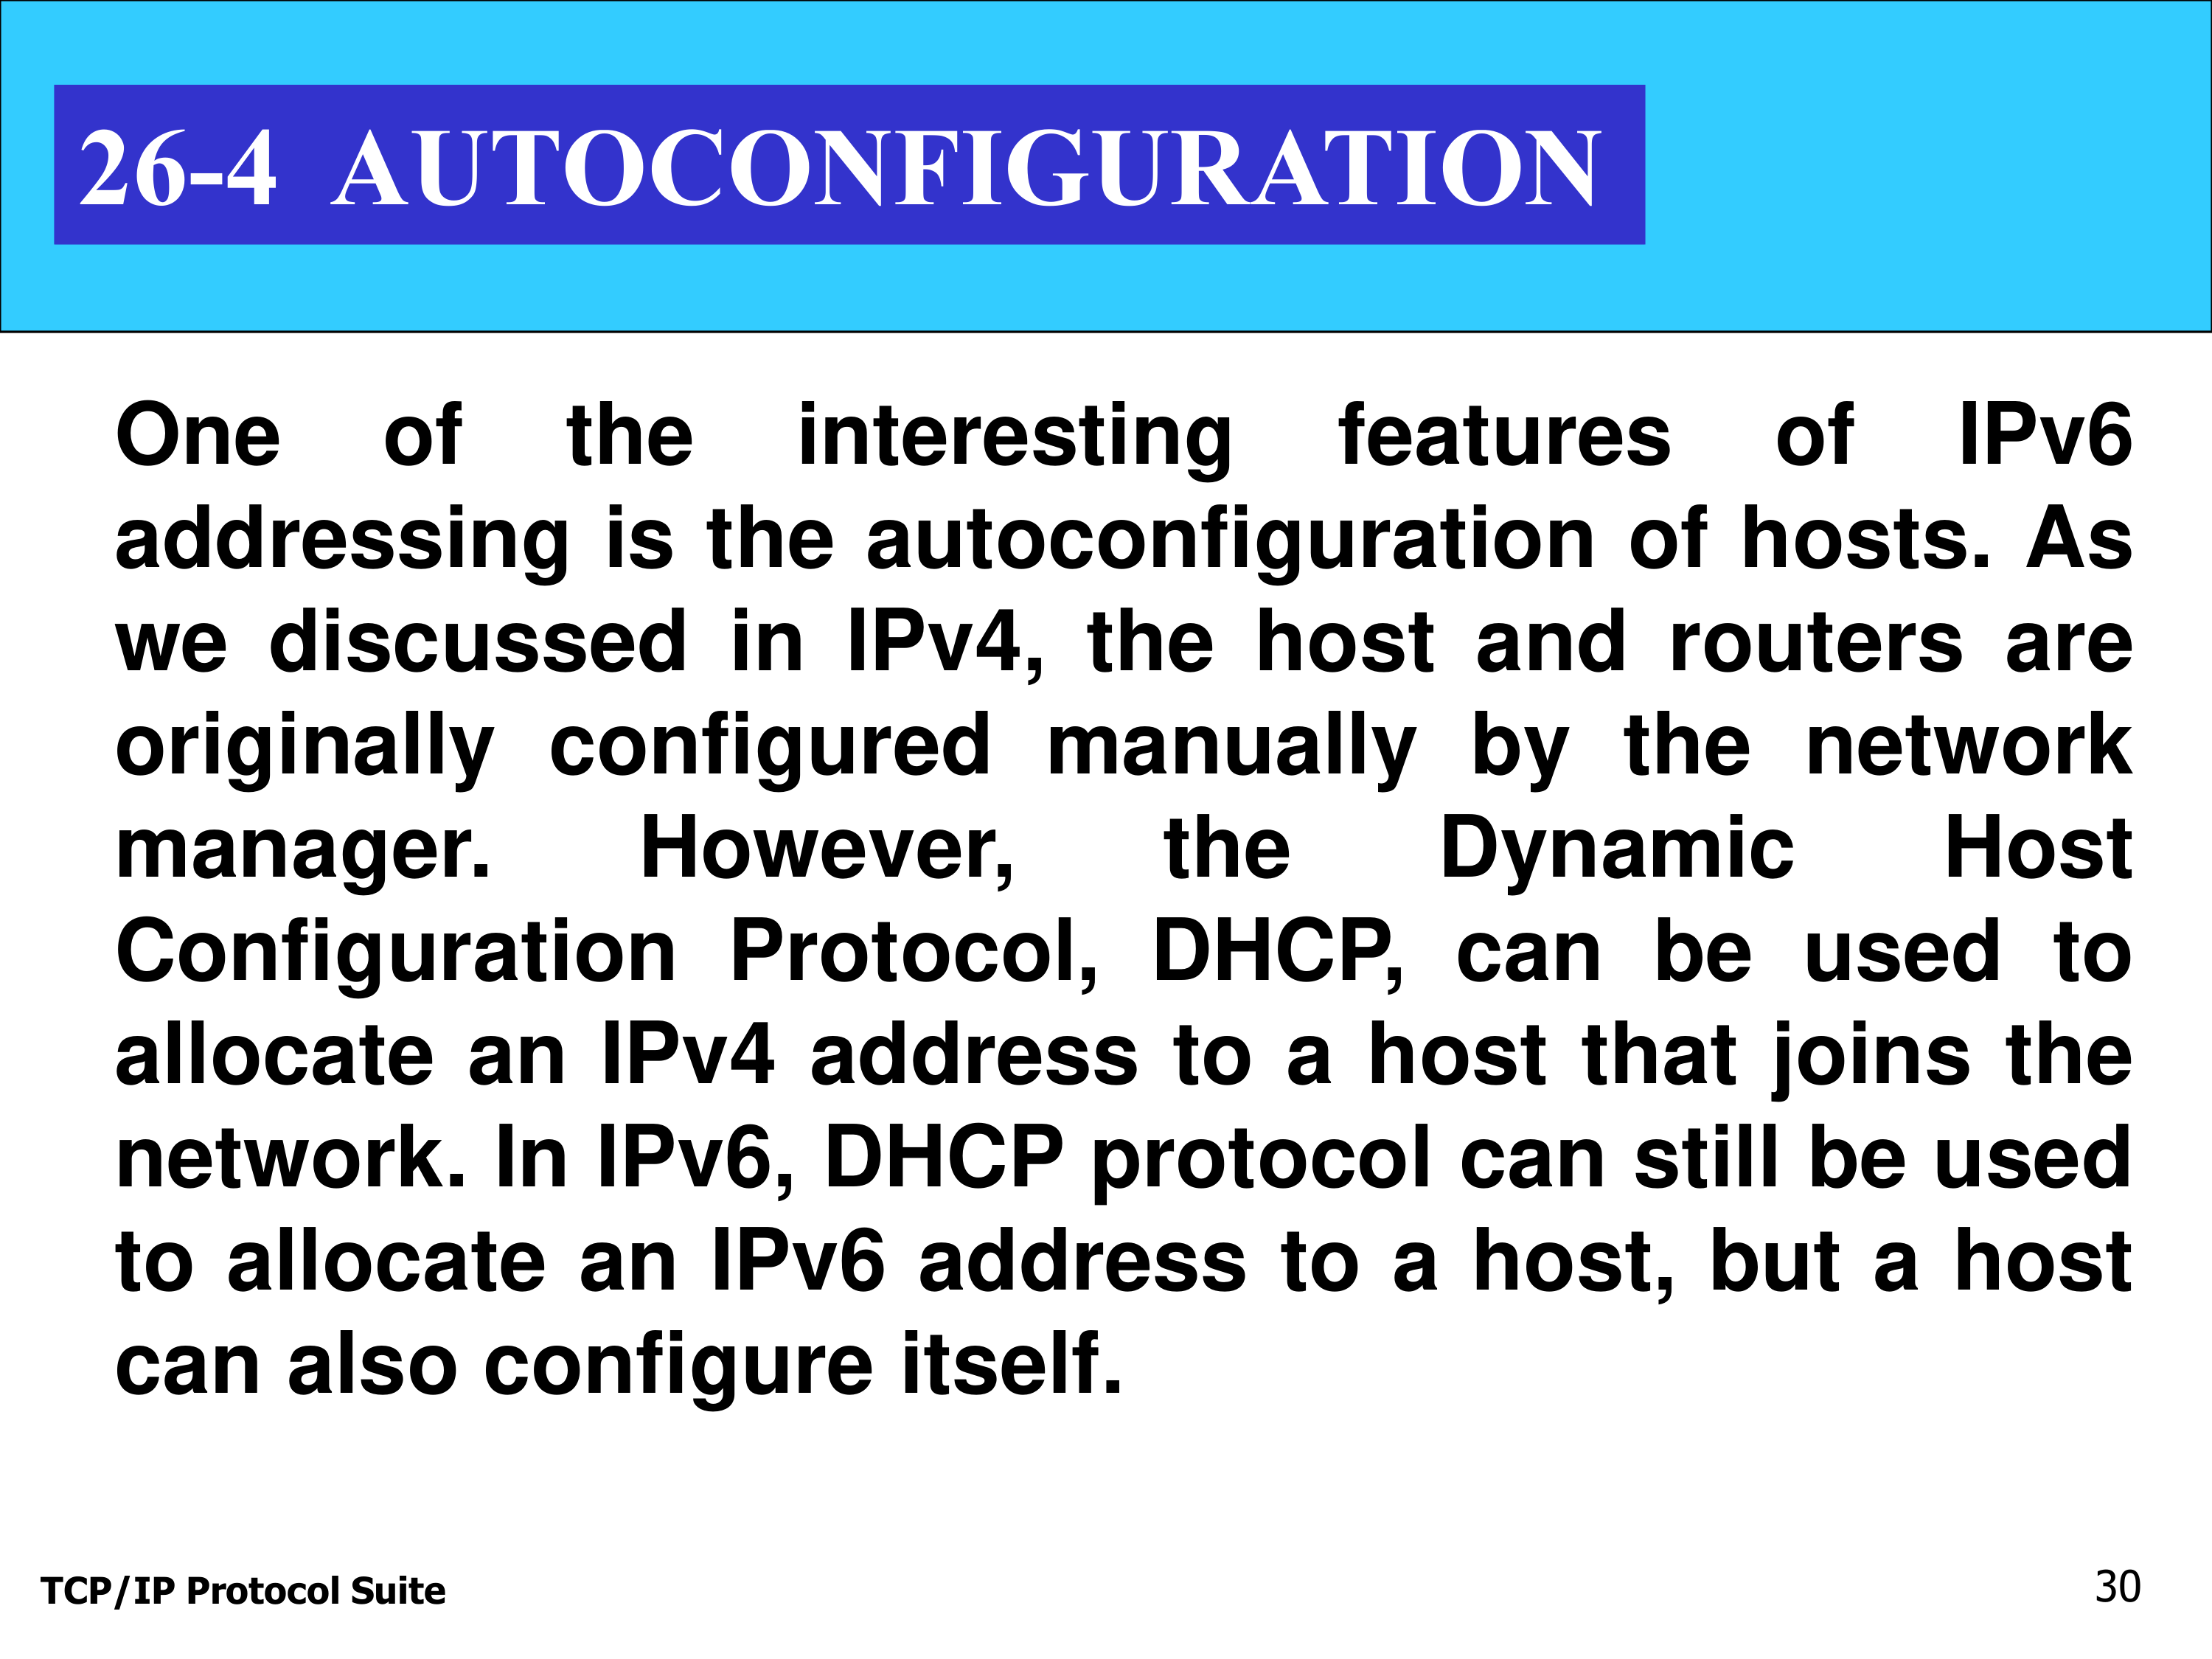 26-4 AUTOCONFIGURATION
One of the interesting features of IPv6
addressing is the autoconfiguration of hosts. As
we discussed in IPv4, the host and routers are
originally configured manually by the network
manager. However, the Dynamic Host
Configuration Protocol, DHCP, can be used to
allocate an IPv4 address to a host that joins the
network. In IPv6, DHCP protocol can still be used
to allocate an IPv6 address to a host, but a host
can also configure itself.
TCP/IP Protocol Suite
30